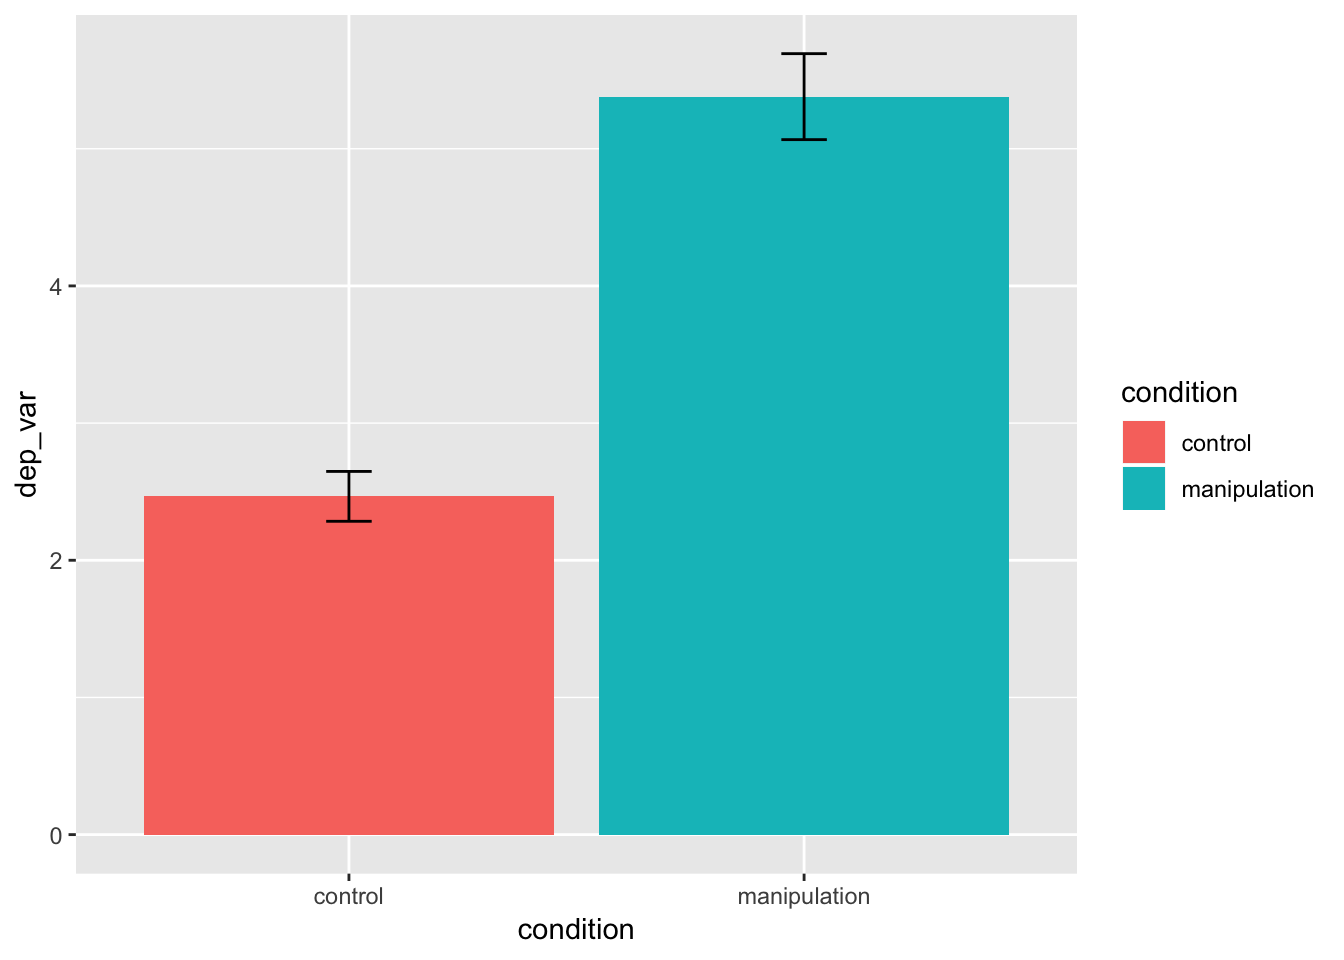 dep_var
4
2
0
control
manipulation
condition
condition
control
manipulation